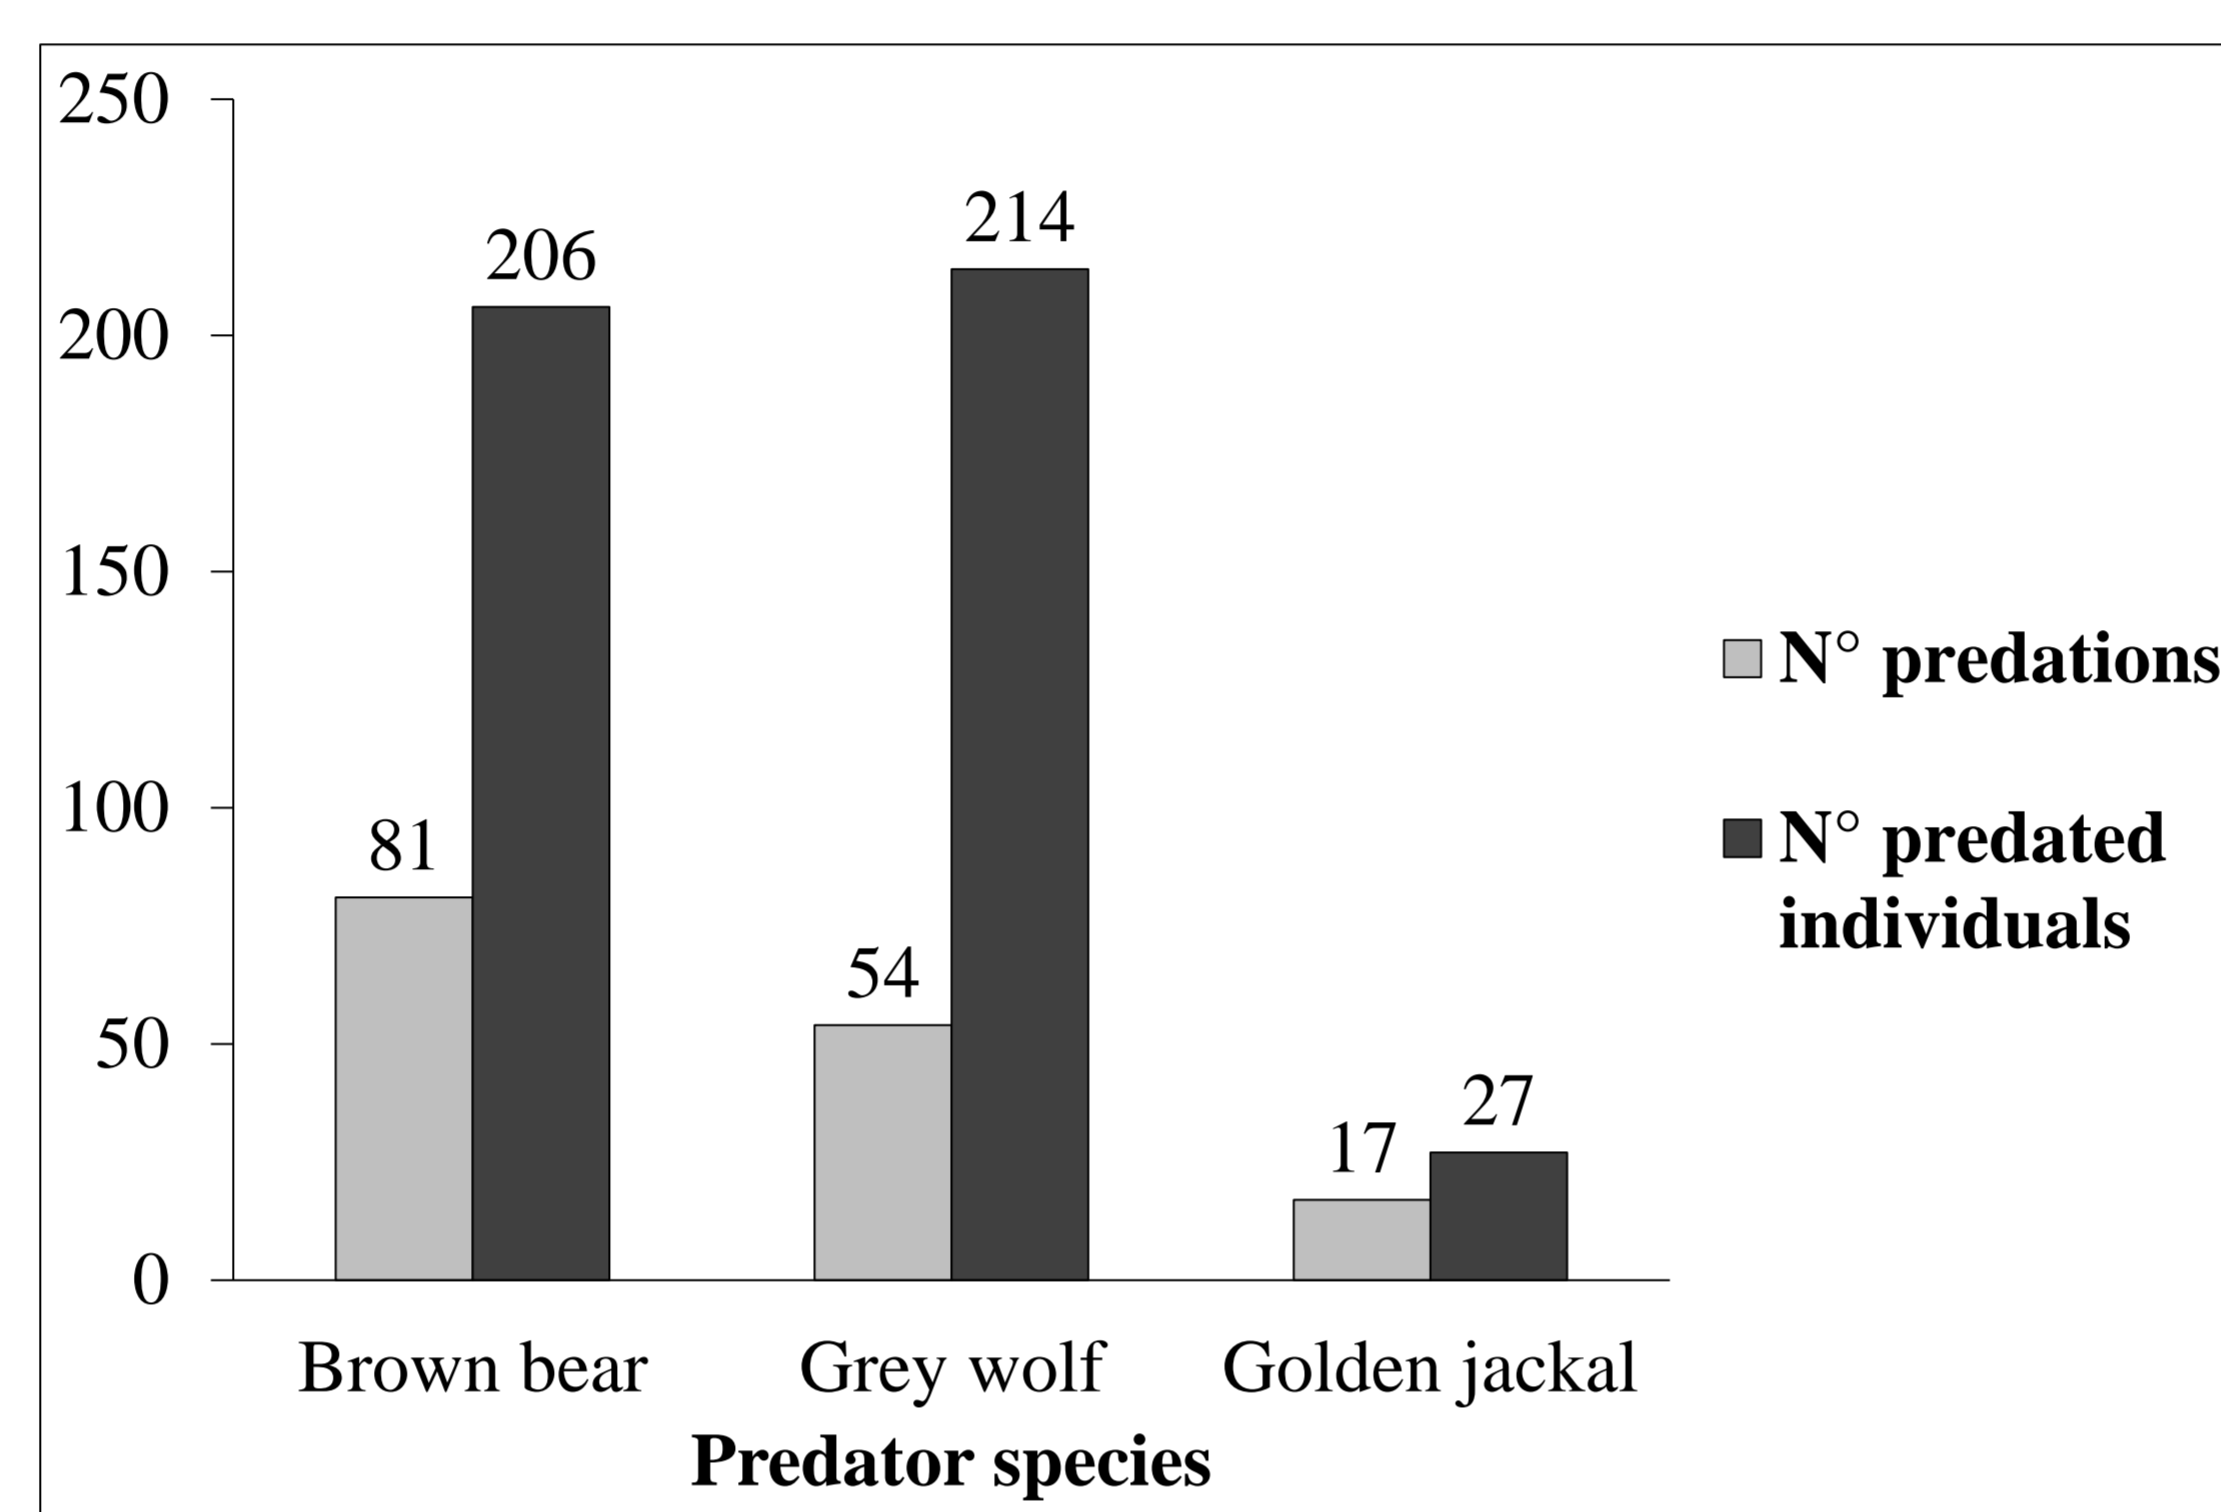 250
200
150
100
50
0
81
206
54
214
17
27
Brown bear
Grey wolf
Golden jackal
Predator species
N° predations
N° predated
individuals